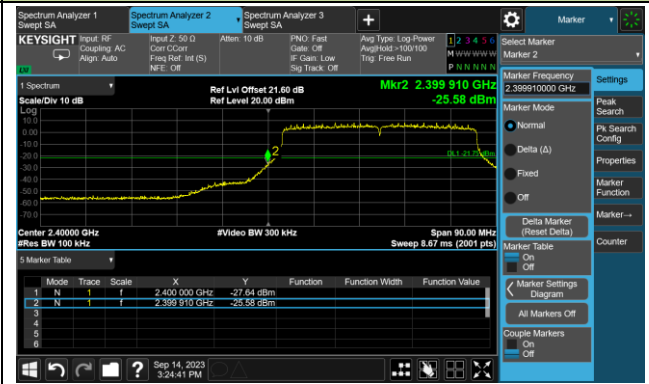 Spectrum Analyzer 1
Swept SA
Spectrum Analyzer 2
Swept SA
Spectrum Analyzer 3
Swept SA
Marker
KEYSIGHT
Input: RF
Coupling: AC
Align: Auto
Input Z: 50 Ω
Corr CCorr
Freq Ref: Int (S)
NFE: Off
Atten: 10 dB
PNO: Fast
Gate: Off
IF Gain: Low
Sig Track: Off
Avg Type: Log-Power
Avg|Hold:>100/100
Trig: Free Run
1 2 3 4 5 6
M W W W W W
P N N N N N
Select Marker
Marker 2
1 Spectrum
Scale/Div 10 dB
Log
Ref Lvl Offset 21.60 dB
Ref Level 20.00 dBm
Mkr2 2.399 910 GHz
-25.58 dBm
10.0
0.00
-10.0
-20.0
-30.0
-40.0
-50.0
-60.0
-70.0
2
Center 2.40000 GHz
#Res BW 100 kHz
#Video BW 300 kHz
Span 90.00 MHz
Sweep 8.67 ms (2001 pts)
5 Marker Table
Mode Trace Scale X Y Function Function Width Function Value
1 N 1 f 2.400 000 GHz -27.64 dBm
2 N 1 f 2.399 910 GHz -25.58 dBm
3
4
5
6
Marker Frequency
2.399910000 GHz
Marker Mode
Normal
Delta (Δ)
Fixed
Off
Delta Marker
(Reset Delta)
Marker Table
On
Off
Marker Settings
Diagram
All Markers Off
Couple Markers
On
Off
Settings
Peak
Search
Pk Search
Config
Properties
Marker
Function
Marker→
Counter
Sep 14, 2023
3:24:41 PM